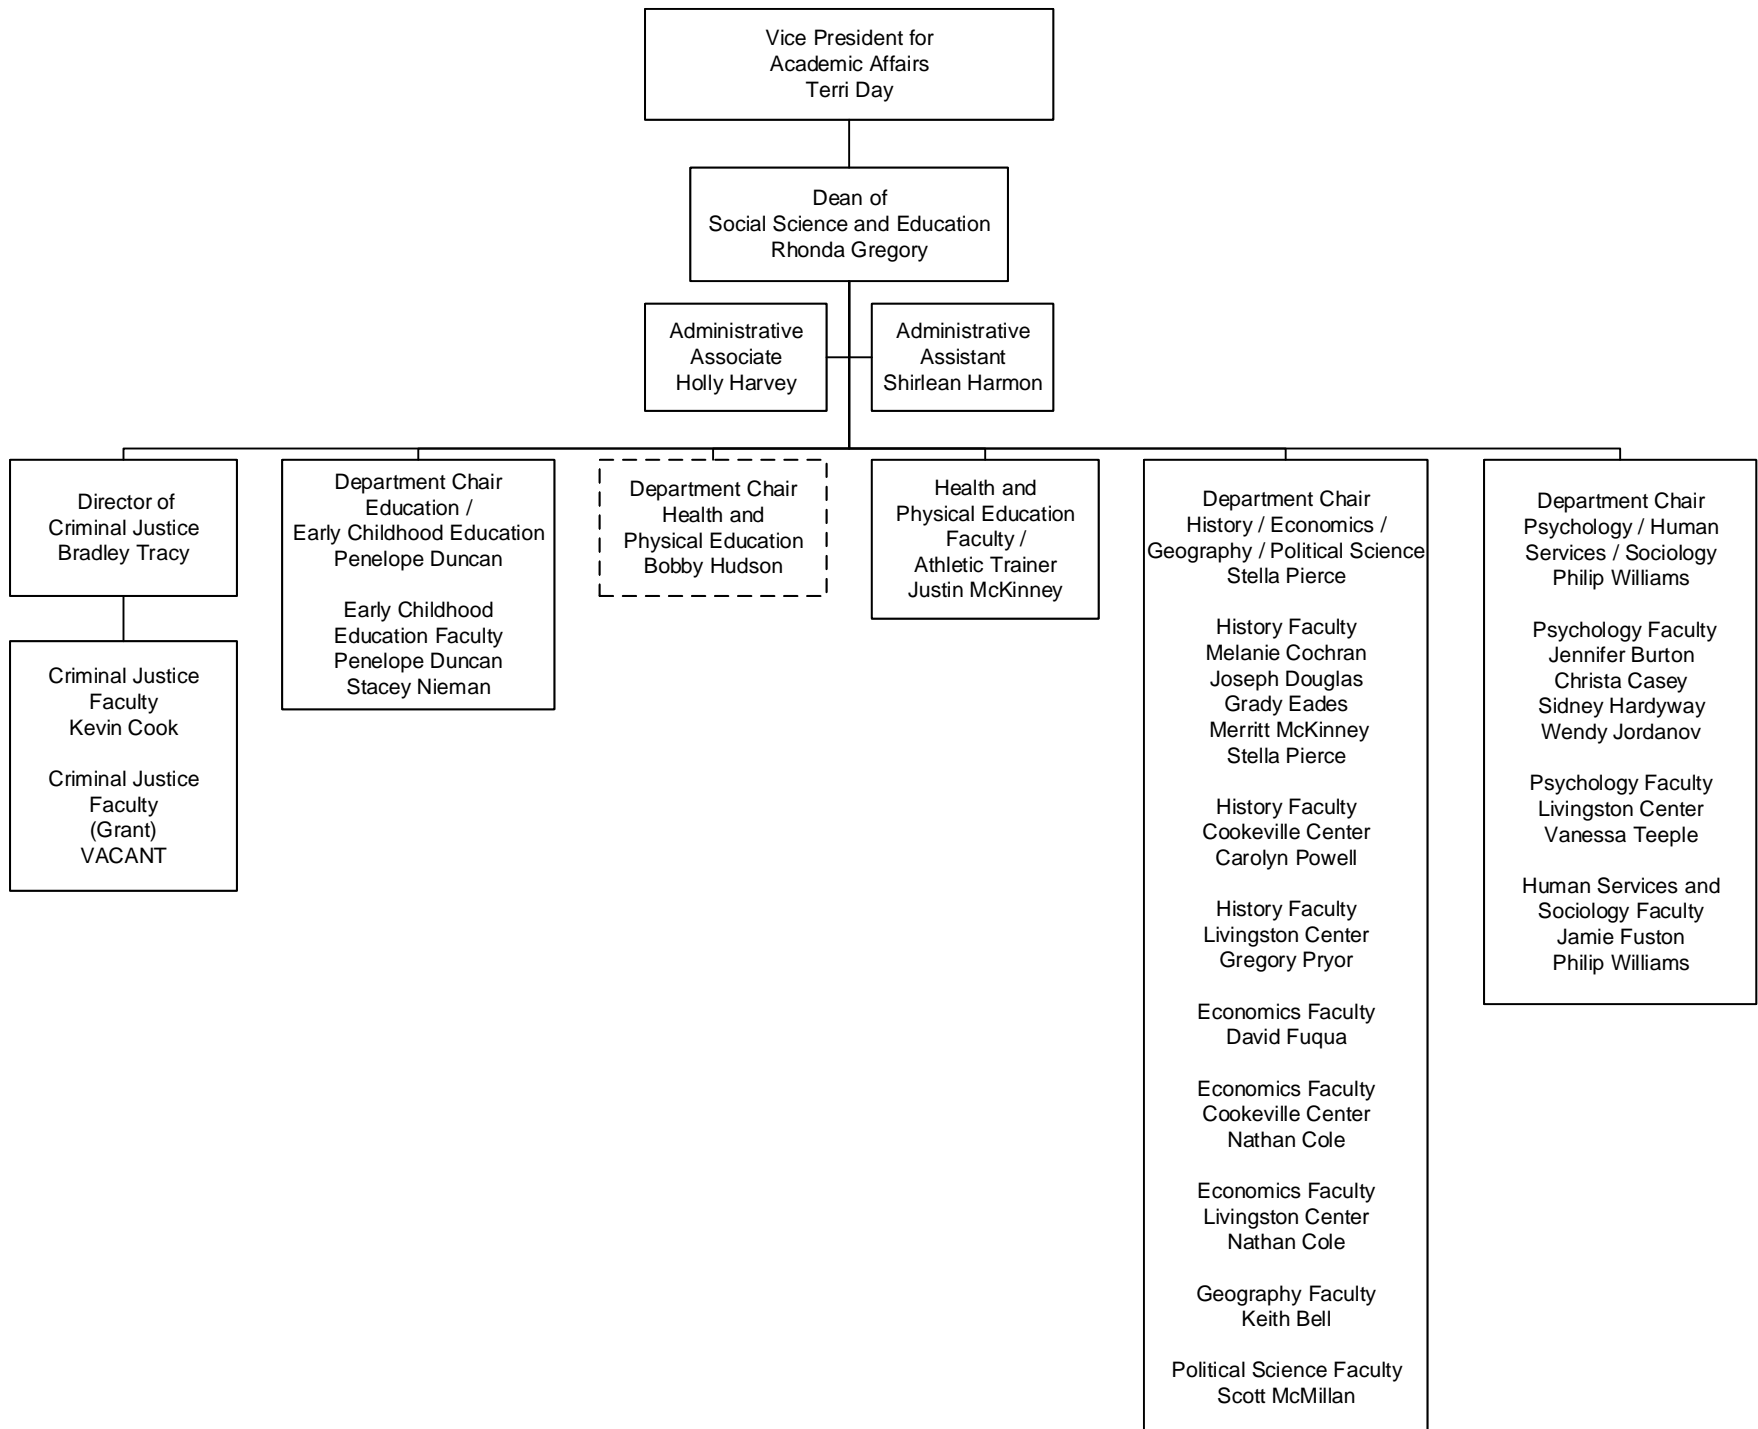 Vice President for
Academic Affairs
Terri Day
Dean of
Social Science and Education
Rhonda Gregory
Administrative
Associate
Holly Harvey
Administrative
Assistant
Shirlean Harmon
Director of
Criminal Justice
Bradley Tracy
Criminal Justice
Faculty
Kevin Cook
Criminal Justice
Faculty
(Grant)
VACANT
Department Chair
Education /
Early Childhood Education
Penelope Duncan
Early Childhood
Education Faculty
Penelope Duncan
Stacey Nieman
Department Chair
Health and
Physical Education
Bobby Hudson
Health and
Physical Education
Faculty /
Athletic Trainer
Justin McKinney
Department Chair
History / Economics /
Geography / Political Science
Stella Pierce
History Faculty
Melanie Cochran
Joseph Douglas
Grady Eades
Merritt McKinney
Stella Pierce
History Faculty
Cookeville Center
Carolyn Powell
History Faculty
Livingston Center
Gregory Pryor
Economics Faculty
David Fuqua
Economics Faculty
Cookeville Center
Nathan Cole
Economics Faculty
Livingston Center
Nathan Cole
Geography Faculty
Keith Bell
Political Science Faculty
Scott McMillan
Department Chair
Psychology / Human
Services / Sociology
Philip Williams
Psychology Faculty
Jennifer Burton
Christa Casey
Sidney Hardyway
Wendy Jordanov
Psychology Faculty
Livingston Center
Vanessa Teeple
Human Services and
Sociology Faculty
Jamie Fuston
Philip Williams